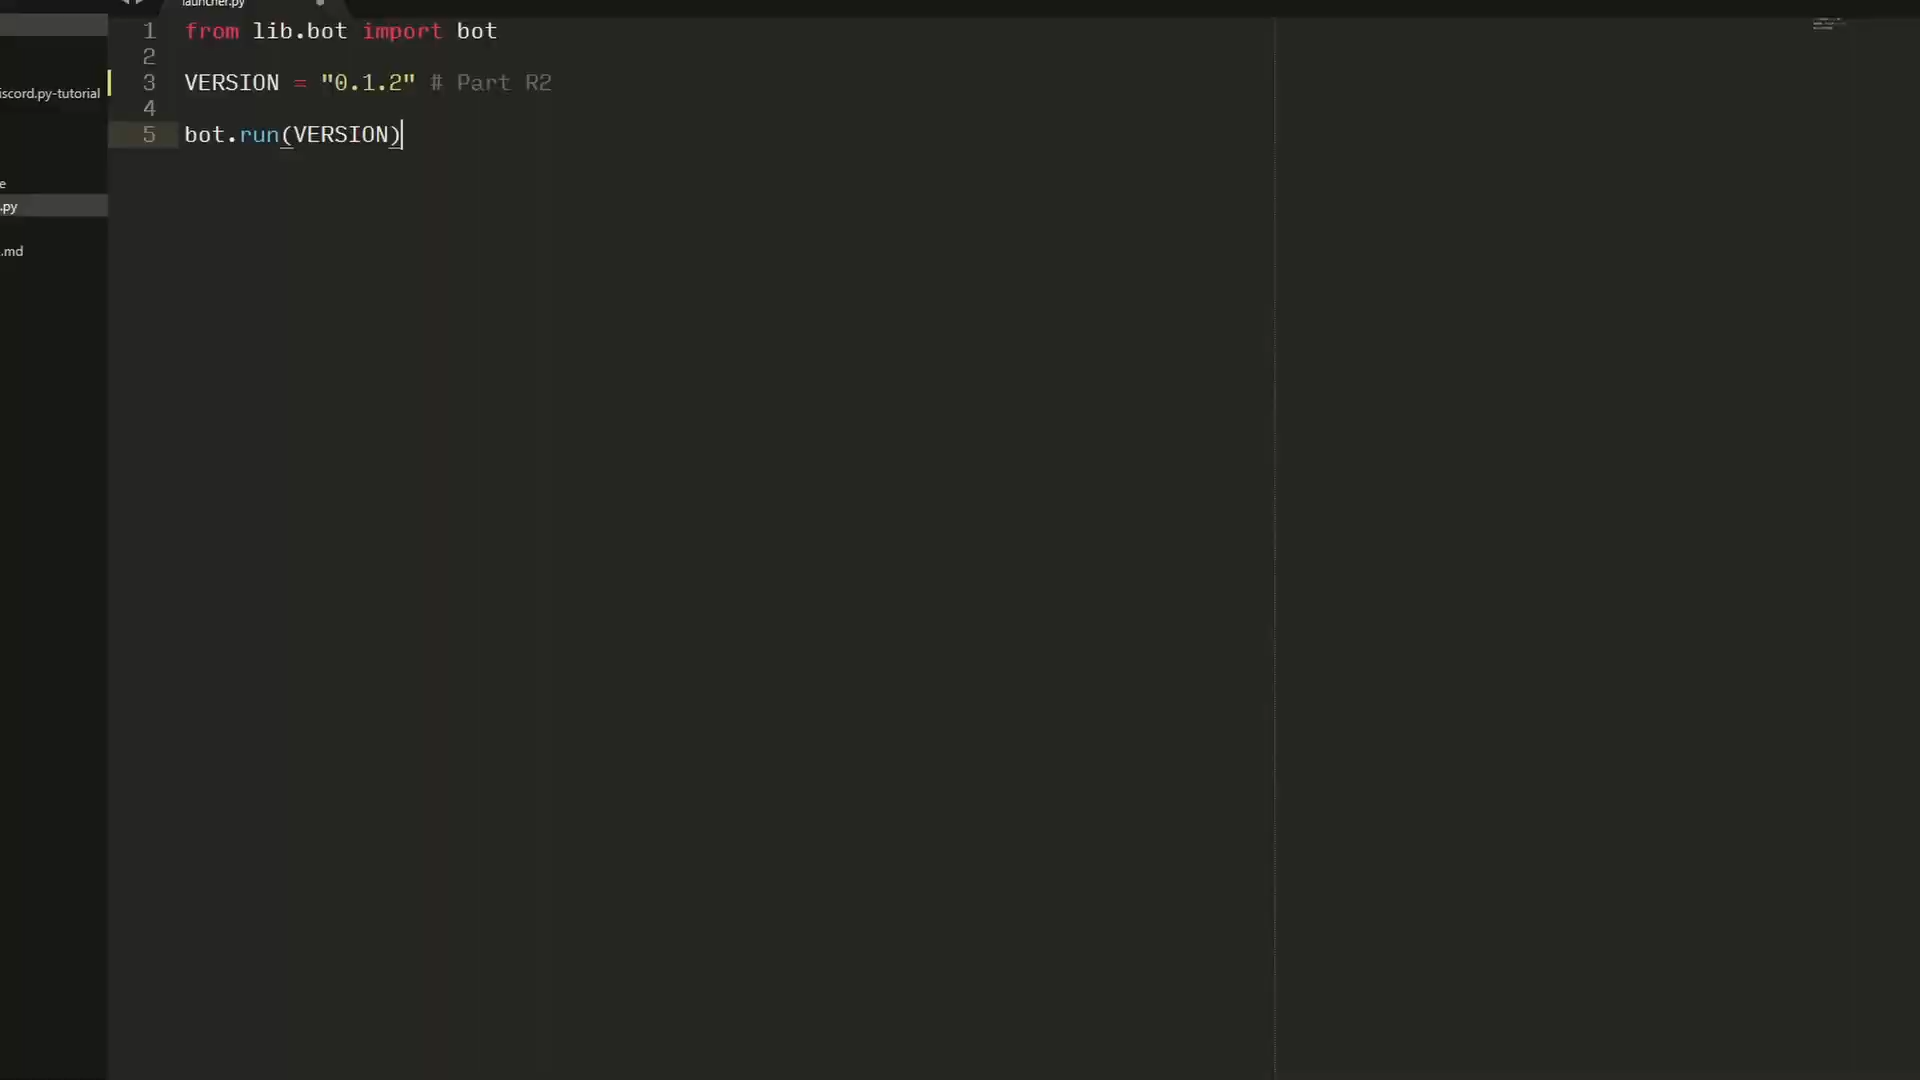 launcher.py
1 from lib.bot import bot
2
3 VERSION = "0.1.2" # Part R2
4
5 bot.run(VERSION)
iscord.py-tutorial
e
.py
.md